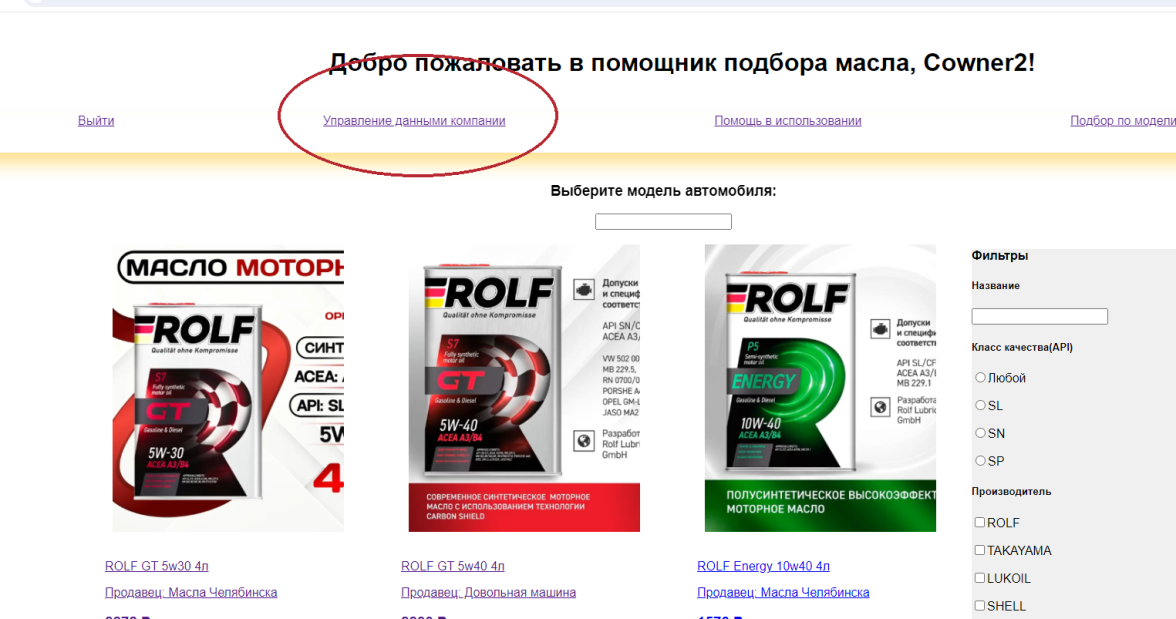 Добро пожаловать в помощник подбора масла, Cowner2!
Выйти
Управление данными компании
Помощь в использовании
Подбор по модели
Выберите модель автомобиля:
МАСЛО МОТОРН
ROLF
Qualität ohne Kompromisse
S7
Fully synthetic
motor oil
GT
Gasoline & Diesel
5W-30
ACEA A3/B4
СИНТ
ACEA:
API: SL
5W
4
ROLF
Qualität ohne Kompromisse
S7
Fully synthetic
motor oil
GT
Gasoline & Diesel
5W-40
ACEA A3/B4
Допуски
и специф
соответс
API SN/C
ACEA A3/
VW 502 00
MB 229.5,
RN 0700/0
PORSHE A
OPEL GM-L
JASO MA2
Разработ
Rolf Lubri
GmbH
СОВРЕМЕННОЕ СИНТЕТИЧЕСКОЕ МОТОРНОЕ
МАСЛО С ИСПОЛЬЗОВАНИЕМ ТЕХНОЛОГИИ
CARBON SHIELD
ROLF
Qualität ohne Kompromisse
P5
Semi-synthetic
motor oil
ENERGY
Gasoline & Diesel
10W-40
ACEA A3/B4
Допуски
и специфи
соответст
API SL/CF
ACEA A3/
MB 229.1
Разработа
Rolf Lubric
GmbH
ПОЛУСИНТЕТИЧЕСКОЕ ВЫСОКОЭФФЕКТ
МОТОРНОЕ МАСЛО
ROLF GT 5w30 4л
Продавец: Масла Челябинска
ROLF GT 5w40 4л
Продавец: Довольная машина
ROLF Energy 10w40 4л
Продавец: Масла Челябинска
Фильтры
Название
Класс качества(API)
Любой
SL
SN
SP
Производитель
ROLF
TAKAYAMA
LUKOIL
SHELL